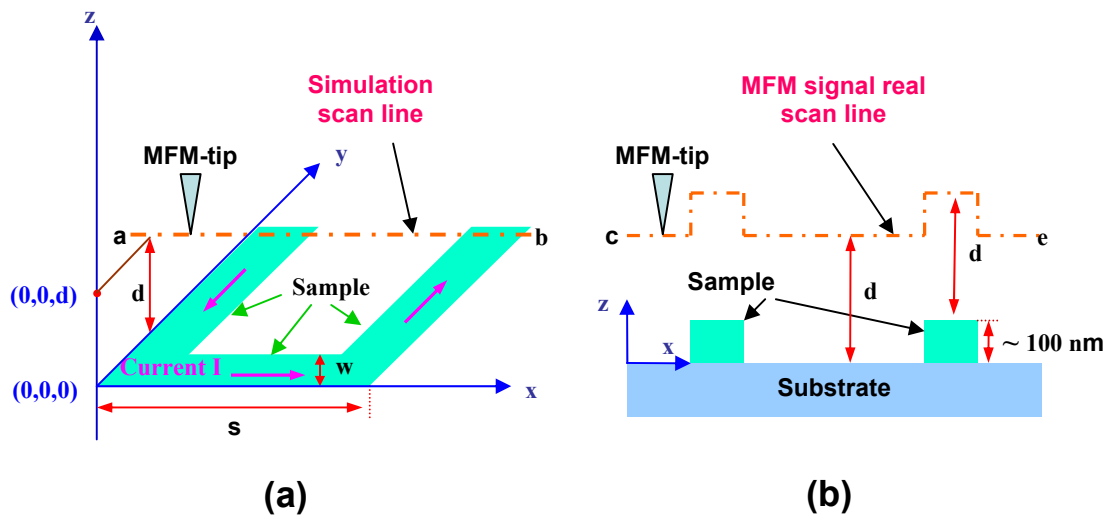 z
Simulation
scan line
MFM-tip
y
a
b
(0,0,d)
d
Sample
Current I
w
(0,0,0)
x
s
(a)
MFM signal real
scan line
MFM-tip
c
e
d
Sample
z
d
x
~ 100 nm
Substrate
(b)